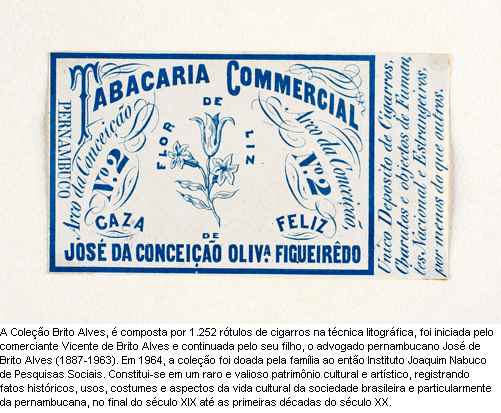 TABACARIA COMMERCIAL
PERNAMBUCO
Arco da Conceição
Nº 2
FLOR DE LIZ
Arco da Conceição
Nº 2
CAZA
FELIZ
DE
JOSÉ DA CONCEIÇÃO OLIVª FIGUEIRÊDO
Unico Deposito de Cigarros,
Charutos e objectos de Fuman-
tes, Nacional e Estrangeiros,
por menos do que outros.
A Coleção Brito Alves, é composta por 1.252 rótulos de cigarros na técnica litográfica, foi iniciada pelo
comerciante Vicente de Brito Alves e continuada pelo seu filho, o advogado pernambucano José de
Brito Alves (1887-1963). Em 1964, a coleção foi doada pela família ao então Instituto Joaquim Nabuco
de Pesquisas Sociais. Constitui-se em um raro e valioso patrimônio cultural e artístico, registrando
fatos históricos, usos, costumes e aspectos da vida cultural da sociedade brasileira e particularmente
da pernambucana, no final do século XIX até as primeiras décadas do século XX.